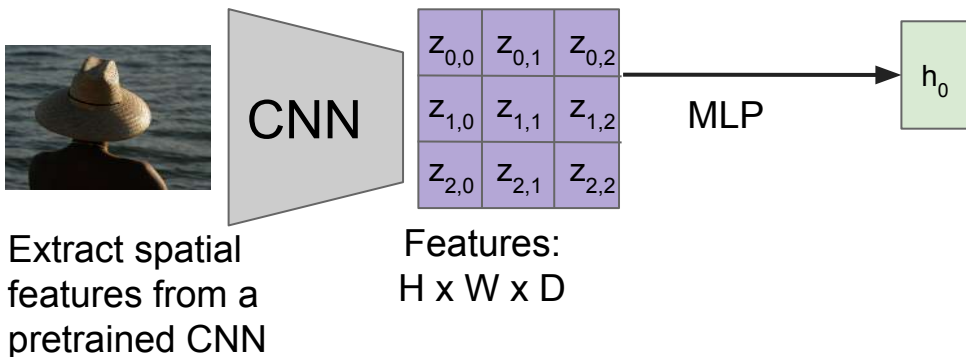 CNN
z0,0 z0,1 z0,2
z1,0 z1,1 z1,2
z2,0 z2,1 z2,2
MLP
h0
Extract spatial
features from a
pretrained CNN
Features:
H x W x D